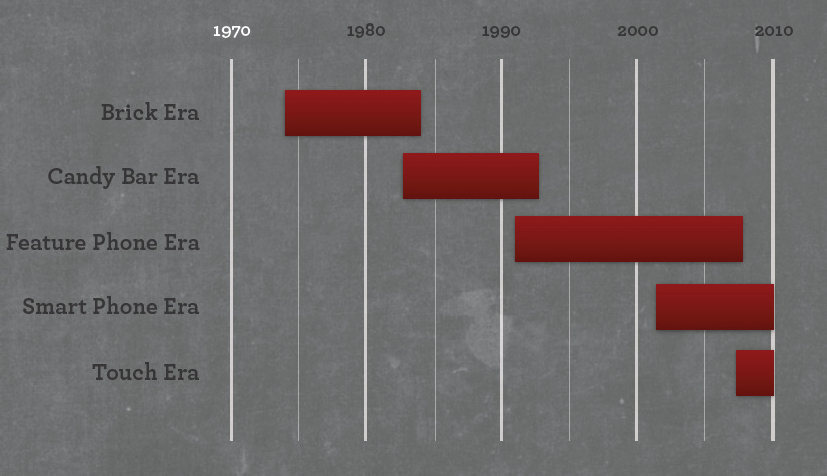 1970 1980 1990 2000 2010
Brick Era
Candy Bar Era
Feature Phone Era
Smart Phone Era
Touch Era